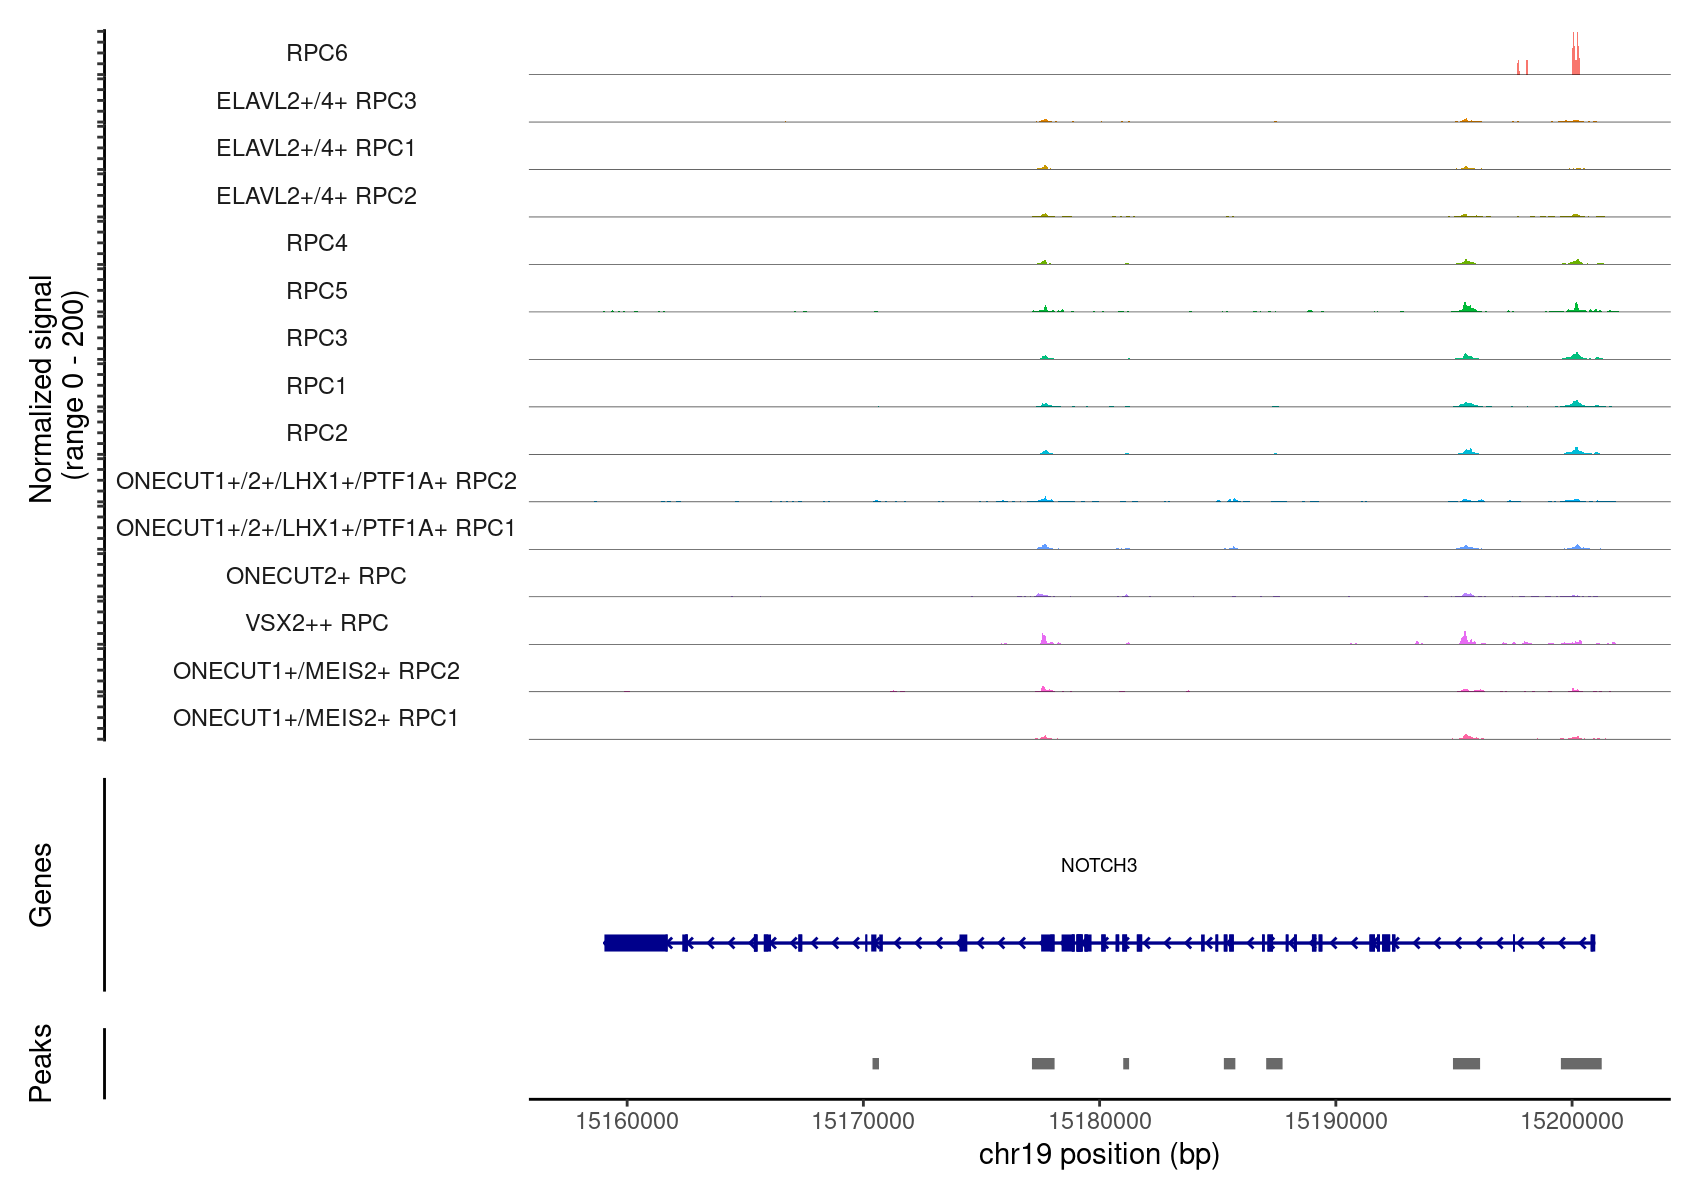 Normalized signal
(range 0 - 200)
RPC6
ELAVL2+/4+ RPC3
ELAVL2+/4+ RPC1
ELAVL2+/4+ RPC2
RPC4
RPC5
RPC3
RPC1
RPC2
ONECUT1+/2+/LHX1+/PTF1A+ RPC2
ONECUT1+/2+/LHX1+/PTF1A+ RPC1
ONECUT2+ RPC
VSX2++ RPC
ONECUT1+/MEIS2+ RPC2
ONECUT1+/MEIS2+ RPC1
Genes
NOTCH3
Peaks
15160000 15170000 15180000 15190000 15200000
chr19 position (bp)